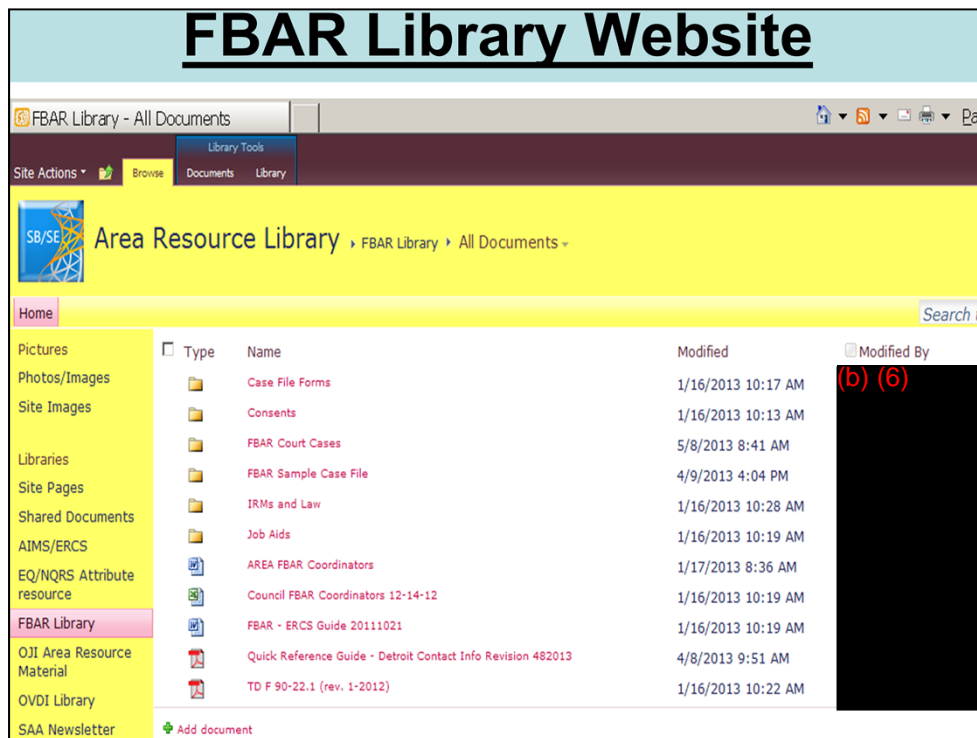 FBAR Library Website
FBAR Library - All Documents
Library Tools
Site Actions
Browse
Documents
Library
SB/SE
Area Resource Library FBAR Library All Documents
Home
Search
Pictures
Photos/Images
Site Images
Libraries
Site Pages
Shared Documents
AIMS/ERCS
EQ/NQRS Attribute
resource
FBAR Library
OJI Area Resource
Material
OVDI Library
SAA Newsletter
Type Name Modified Modified By
(b) (6)
Case File Forms 1/16/2013 10:17 AM
Consents 1/16/2013 10:13 AM
FBAR Court Cases 5/8/2013 8:41 AM
FBAR Sample Case File 4/9/2013 4:04 PM
IRMs and Law 1/16/2013 10:28 AM
Job Aids 1/16/2013 10:19 AM
AREA FBAR Coordinators 1/17/2013 8:36 AM
Council FBAR Coordinators 12-14-12 1/16/2013 10:19 AM
FBAR - ERCS Guide 20111021 1/16/2013 10:19 AM
Quick Reference Guide - Detroit Contact Info Revision 482013 4/8/2013 9:51 AM
TD F 90-22.1 (rev. 1-2012) 1/16/2013 10:22 AM
Add document